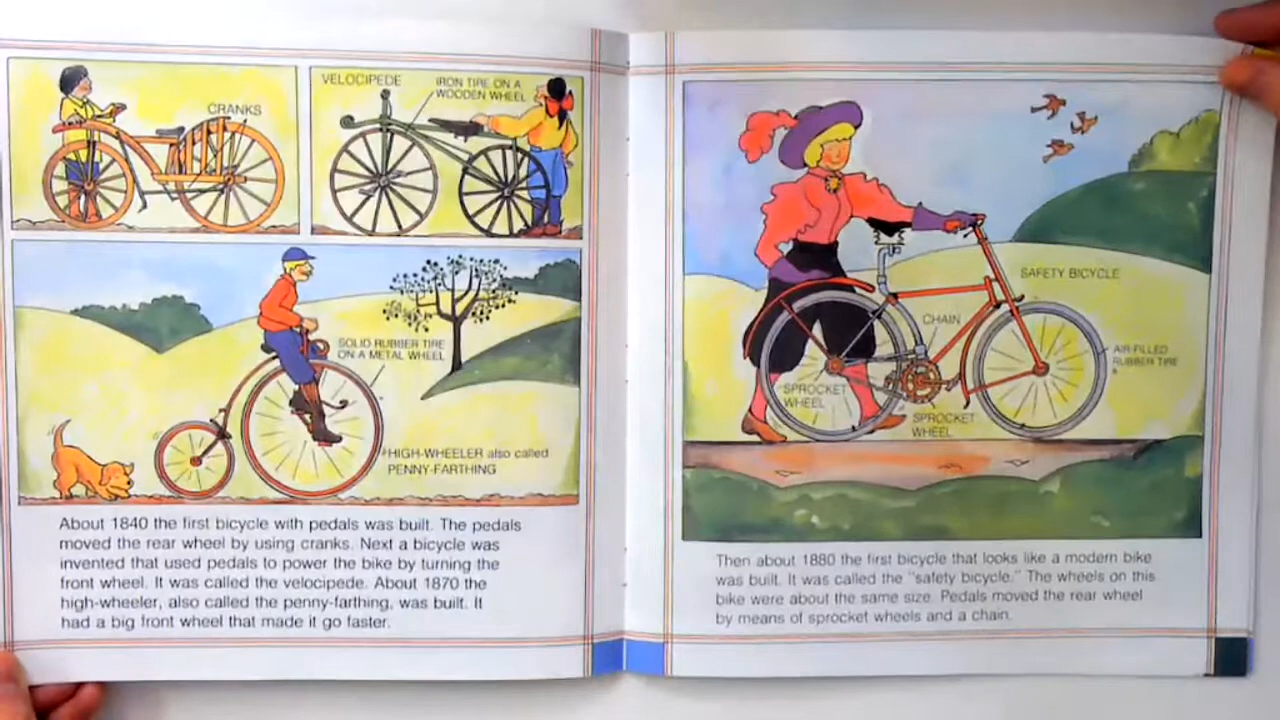 CRANKS
VELOCIPEDE
IRON TIRE ON A
WOODEN WHEEL
SOLID RUBBER TIRE
ON A METAL WHEEL
HIGH-WHEELER also called
PENNY-FARTHING
About 1840 the first bicycle with pedals was built. The pedals
moved the rear wheel by using cranks. Next a bicycle was
invented that used pedals to power the bike by turning the
front wheel. It was called the velocipede. About 1870 the
high-wheeler, also called the penny-farthing, was built. It
had a big front wheel that made it go faster.
SAFETY BICYCLE
CHAIN
AIR-FILLED
RUBBER TIRE
SPROCKET
WHEEL
SPROCKET
WHEEL
Then about 1880 the first bicycle that looks like a modern bike
was built. It was called the "safety bicycle." The wheels on this
bike were about the same size. Pedals moved the rear wheel
by means of sprocket wheels and a chain.